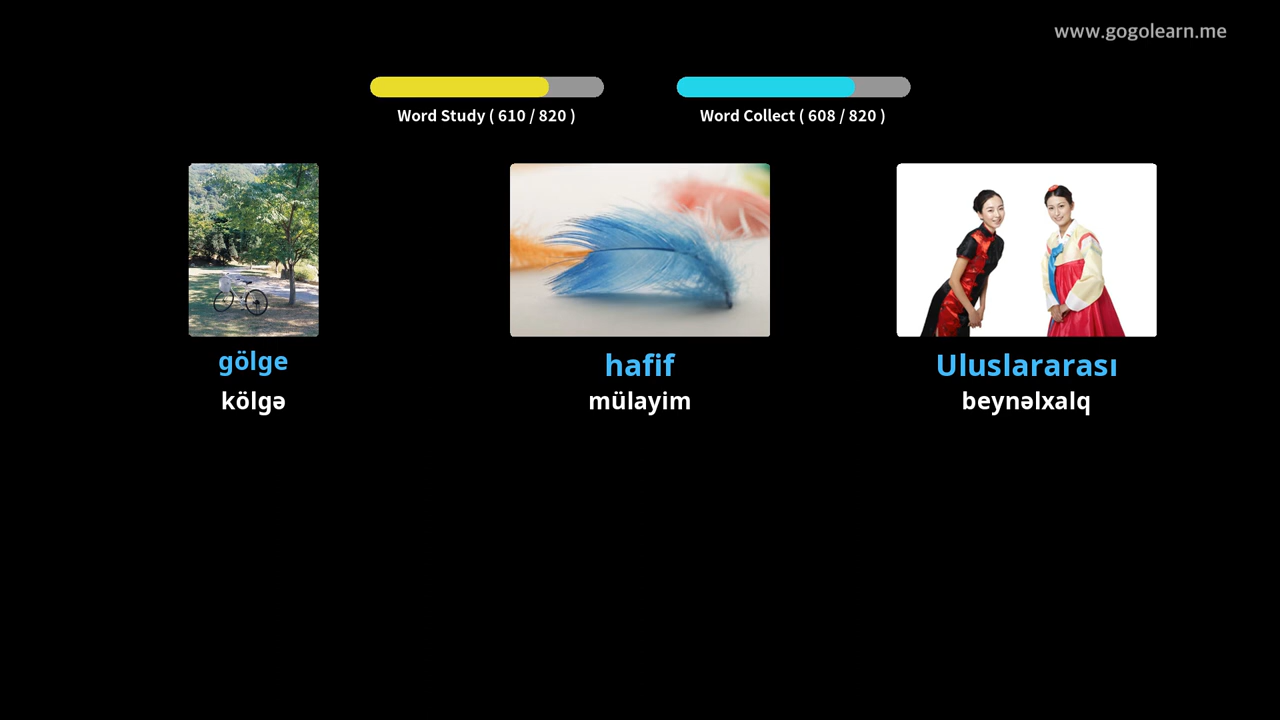 www.gogolearn.me
Word Study ( 610 / 820 )
Word Collect ( 608 / 820 )
gölge
hafif
Uluslararası
kölgə
mülayim
beynəlxalq